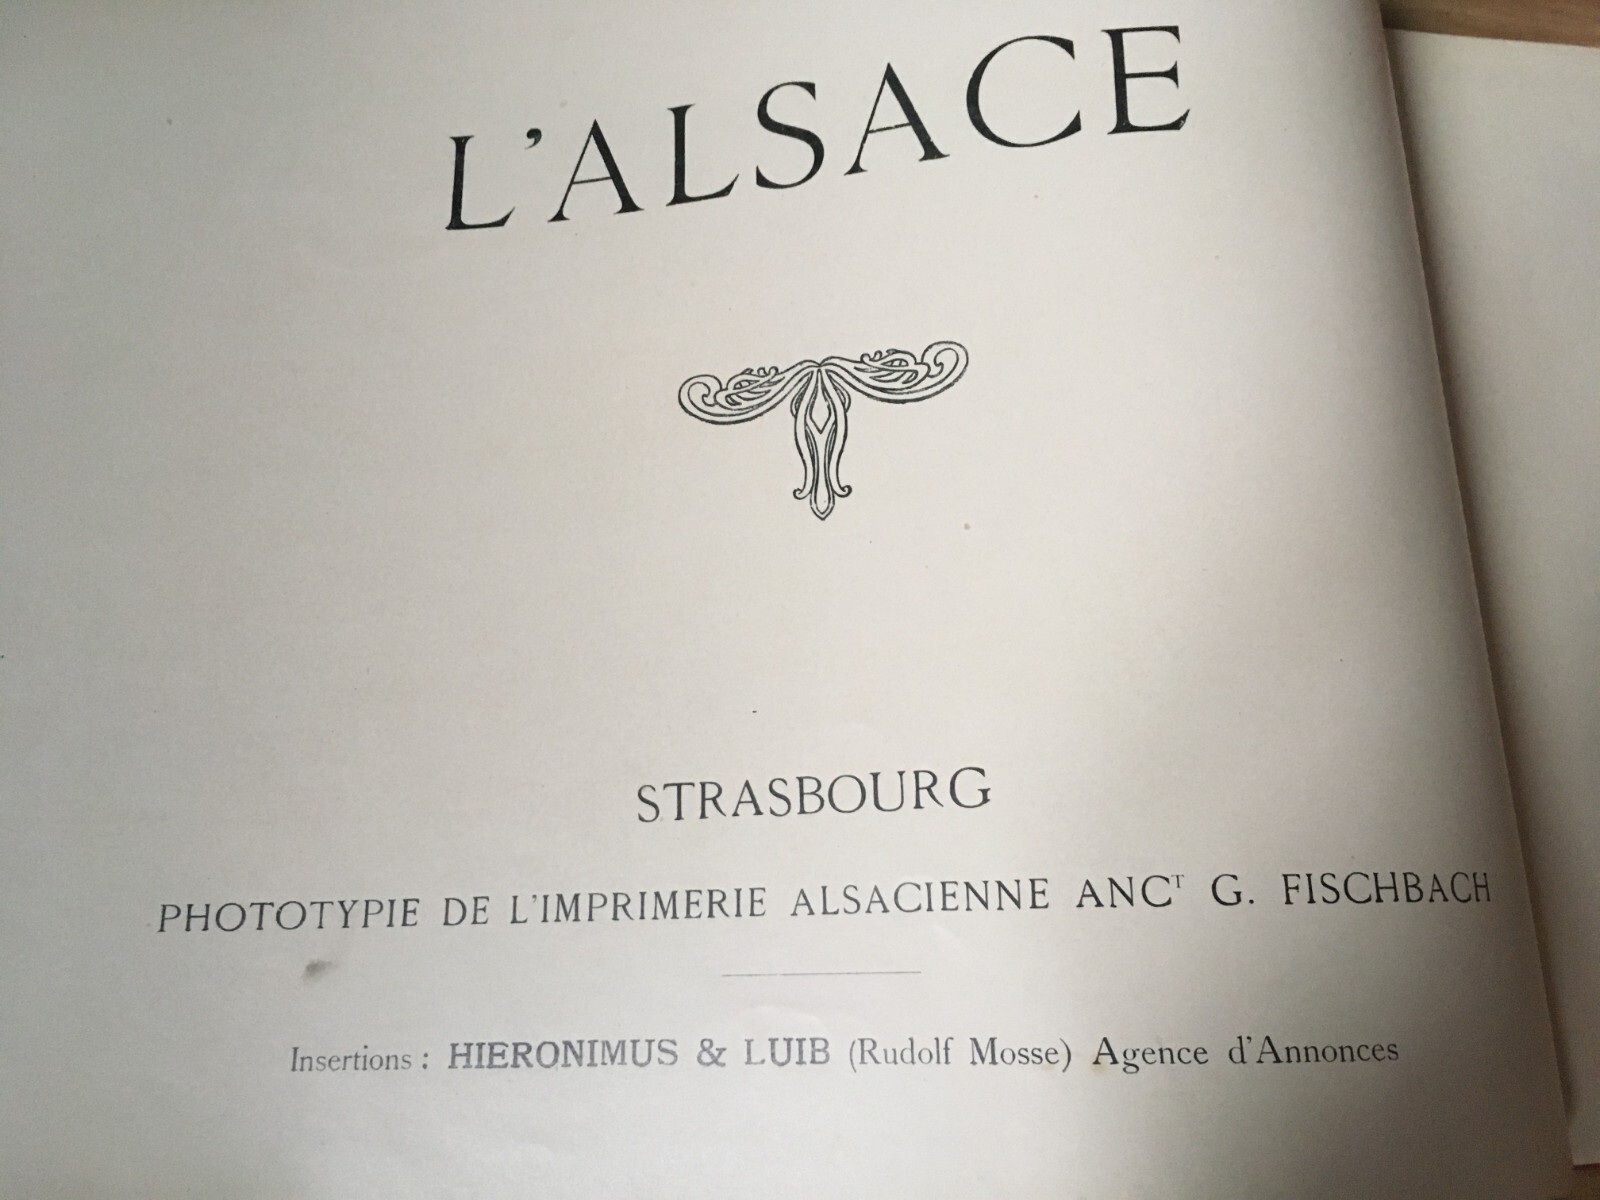 L'ALSACE
STRASBOURG
PHOTOTYPIE DE L'IMPRIMERIE ALSACIENNE ANCᵀ G. FISCHBACH
Insertions : HIERONIMUS & LUIB (Rudolf Mosse) Agence d'Annonces